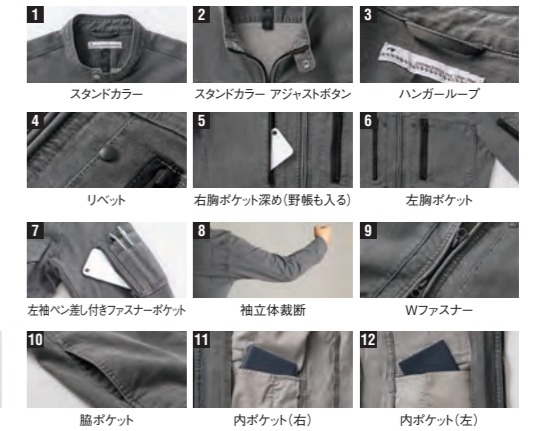 1
スタンドカラー
2
スタンドカラー アジャストボタン
3
ハンガーループ
4
リベット
5
右胸ポケット深め(野帳も入る)
6
左胸ポケット
7
左袖ペン差し付きファスナーポケット
8
袖立体裁断
9
Wファスナー
10
脇ポケット
11
内ポケット(右)
12
内ポケット(左)